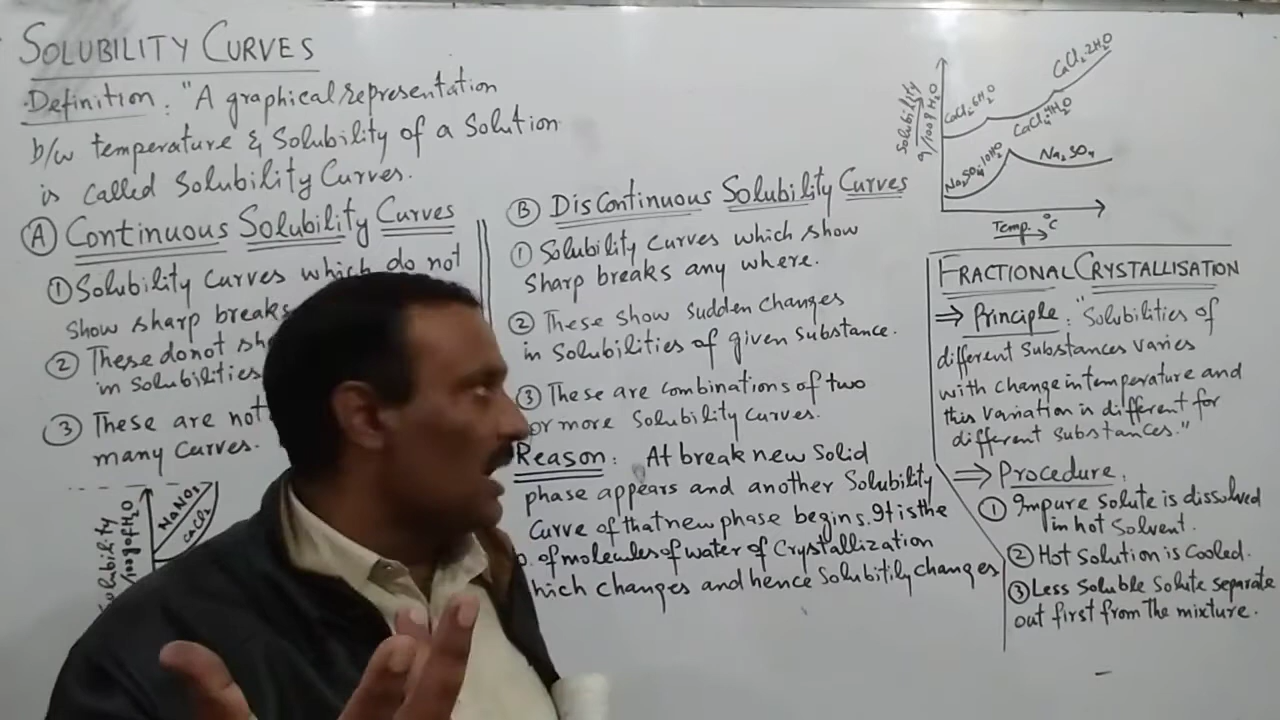 SOLUBILITY CURVES
Definition: "A graphical representation
b/w temperature & Solubility of a Solution
is called Solubility Curves.
(A) Continuous Solubility Curves
(1) Solubility Curves which do not
Show sharp breaks
(2) These do not
in solubilities
(3) These are not
many Curves.
Solubility
/100g of H2O
NaNO3
CaCl2
(B) Discontinuous Solubility Curves
(1) Solubility Curves which show
Sharp breaks any where.
(2) These show sudden changes
in Solubilities of given substance.
(3) These are combinations of two
or more Solubility Curves.
Reason: At break new Solid
phase appears and another Solubility
Curve of that new phase begins. It is the
of molecules of water of Crystallization
which changes and hence Solubitily changes
Solubility
g/100g H2O
CaCl2.6H2O
CaCl2.4H2O
CaCl2.2H2O
Na2SO4.10H2O
Na2SO4
Temp. °C
FRACTIONAL CRYSTALLISATION
⇒ Principle: "Solubilities of
different substances varies
with change in temperature and
this variation is different for
different substances."
⇒ Procedure:
(1) Impure solute is dissolved
in hot solvent.
(2) Hot solution is cooled.
(3) Less soluble solute separate
out first from the mixture.